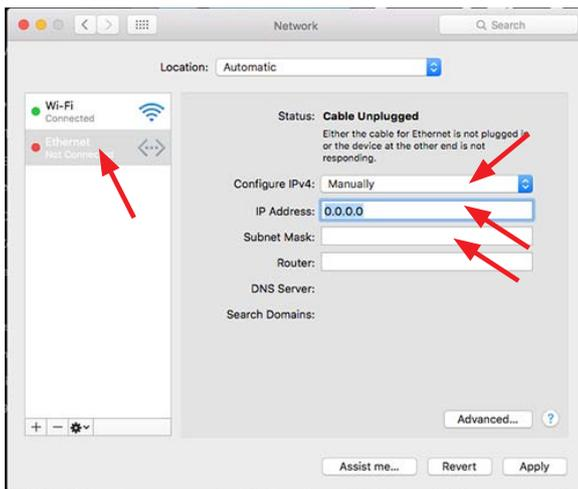 Network
Search
Location: Automatic
Wi-Fi
Connected
Ethernet
Not Connected
Status: Cable Unplugged
Either the cable for Ethernet is not plugged in
or the device at the other end is not
responding.
Configure IPv4: Manually
IP Address: 0.0.0.0
Subnet Mask:
Router:
DNS Server:
Search Domains:
Advanced...
?
Assist me...
Revert
Apply